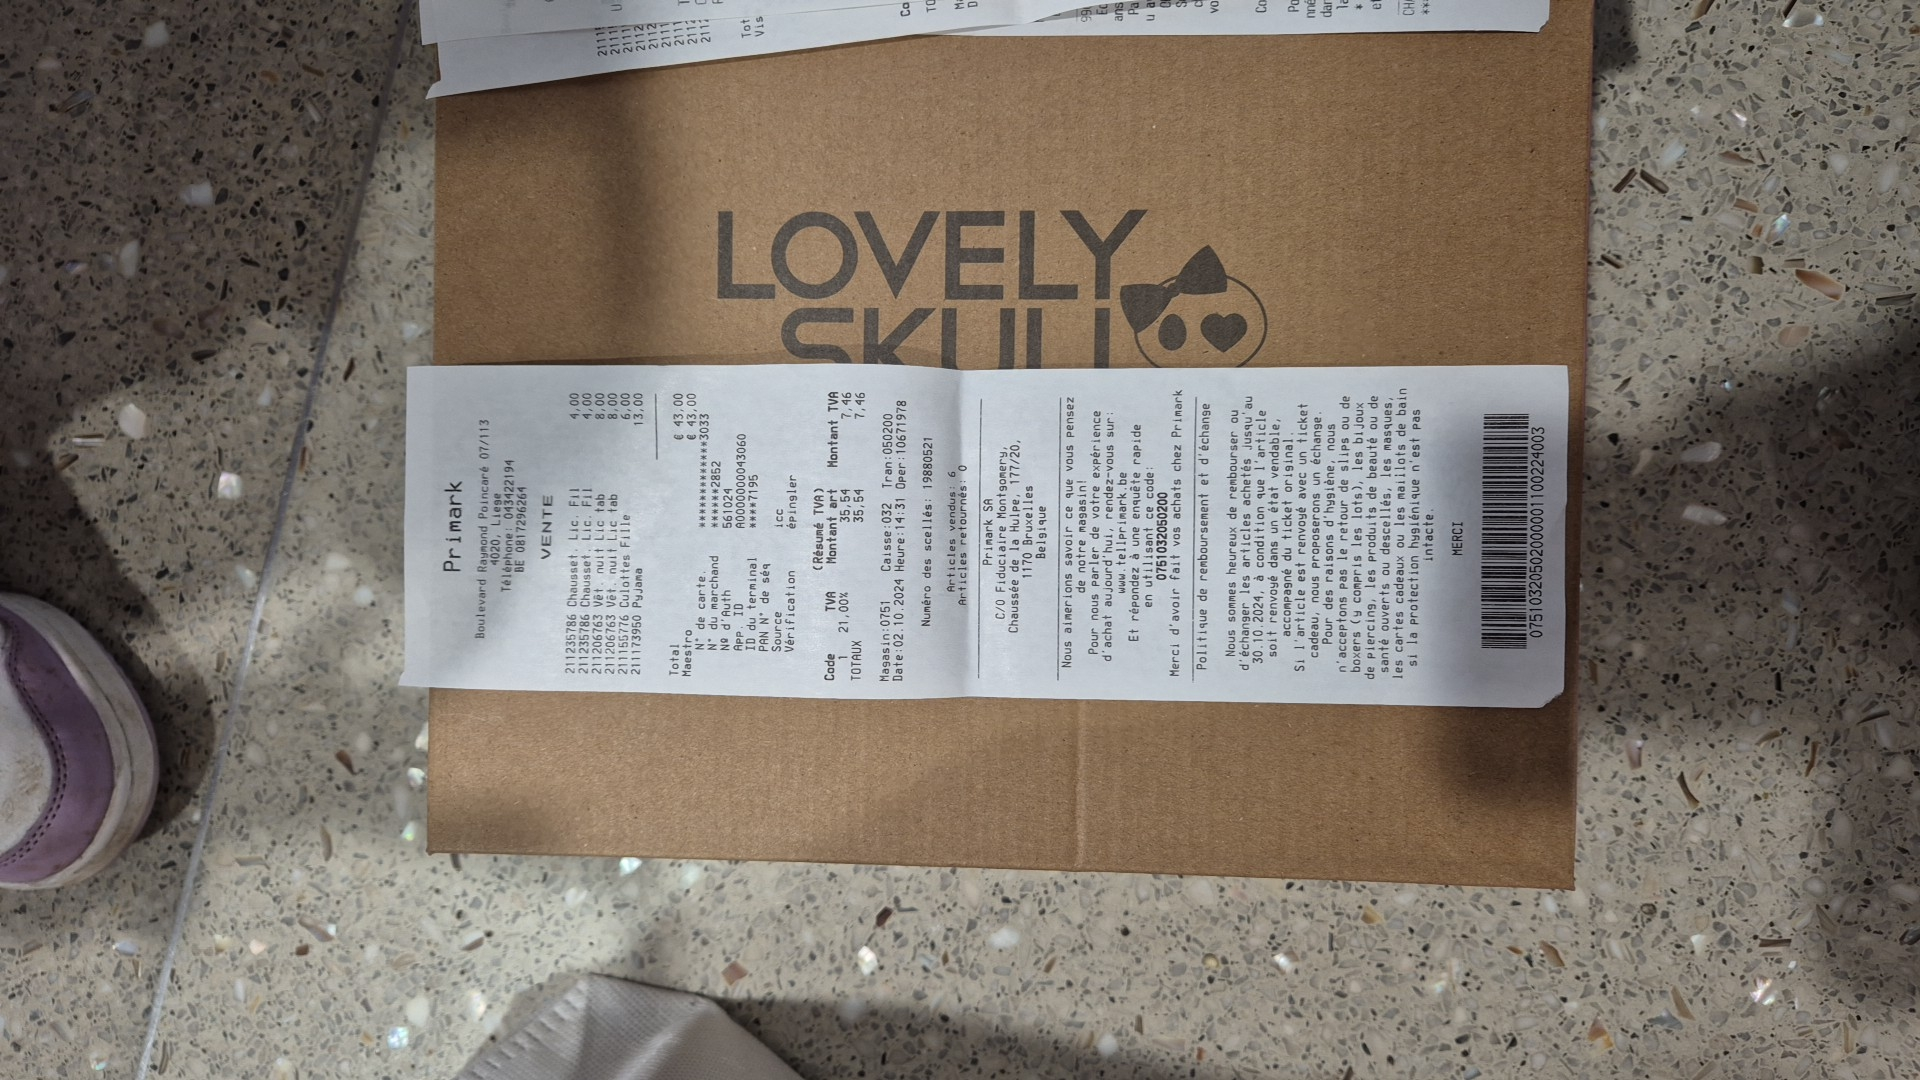 LOVELY
SKULL
Primark
Boulevard Raymond Poincaré 07/113
4020, Liege
Téléphone: 043422194
BE 0817296264
VENTE
211235786 Chausset. Lic. Fil 4,00
211235786 Chausset. Lic. Fil 4,00
211206763 Vêt. nuit Lic tab 8,00
211206763 Vêt. nuit Lic tab 8,00
211155776 Culottes Fille 6,00
211173950 Pyjama 13,00
Total € 43,00
Maestro € 43,00
N° de carte. ***************3033
N° du marchand ******2852
Nº d'Auth 561024
App. ID A0000000043060
ID du terminal ****7195
PAN N° de séq
Source icc
Vérification épingler
(Résumé TVA)
Code TVA Montant art Montant TVA
1 21,00% 35,54 7,46
TOTAUX 35,54 7,46
Magasin:0751 Caisse:032 Tran:050200
Date:02.10.2024 Heure:14:31 Oper:10671978
Numéro des scellés: 19880521
Articles vendus: 6
Articles retournés: 0
Primark SA
C/O Fiduciaire Montgomery,
Chaussée de la Hulpe, 177/20,
1170 Bruxelles
Belgique
Nous aimerions savoir ce que vous pensez
de notre magasin!
Pour nous parler de votre expérience
d'achat aujourd'hui, rendez-vous sur:
www.tellprimark.be
Et répondez à une enquête rapide
en utilisant ce code:
075103205020
Merci d'avoir fait vos achats chez Primark
Politique de remboursement et d'échange
Nous sommes heureux de rembourser ou
d'échanger les articles achetés jusqu'au
30.10.2024, à condition que l'article
soit renvoyé dans un état vendable,
accompagné du ticket original.
Si l'article est renvoyé avec un ticket
cadeau, nous proposerons un échange.
Pour des raisons d'hygiène, nous
n'acceptons pas le retour de slips ou de
boxers (y compris les lots), les bijoux
de piercing, les produits de beauté ou de
santé ouverts ou descellés, les masques,
les cartes cadeaux ou les maillots de bain
si la protection hygiénique n'est pas
intacte.
MERCI
07510320502000001100224003